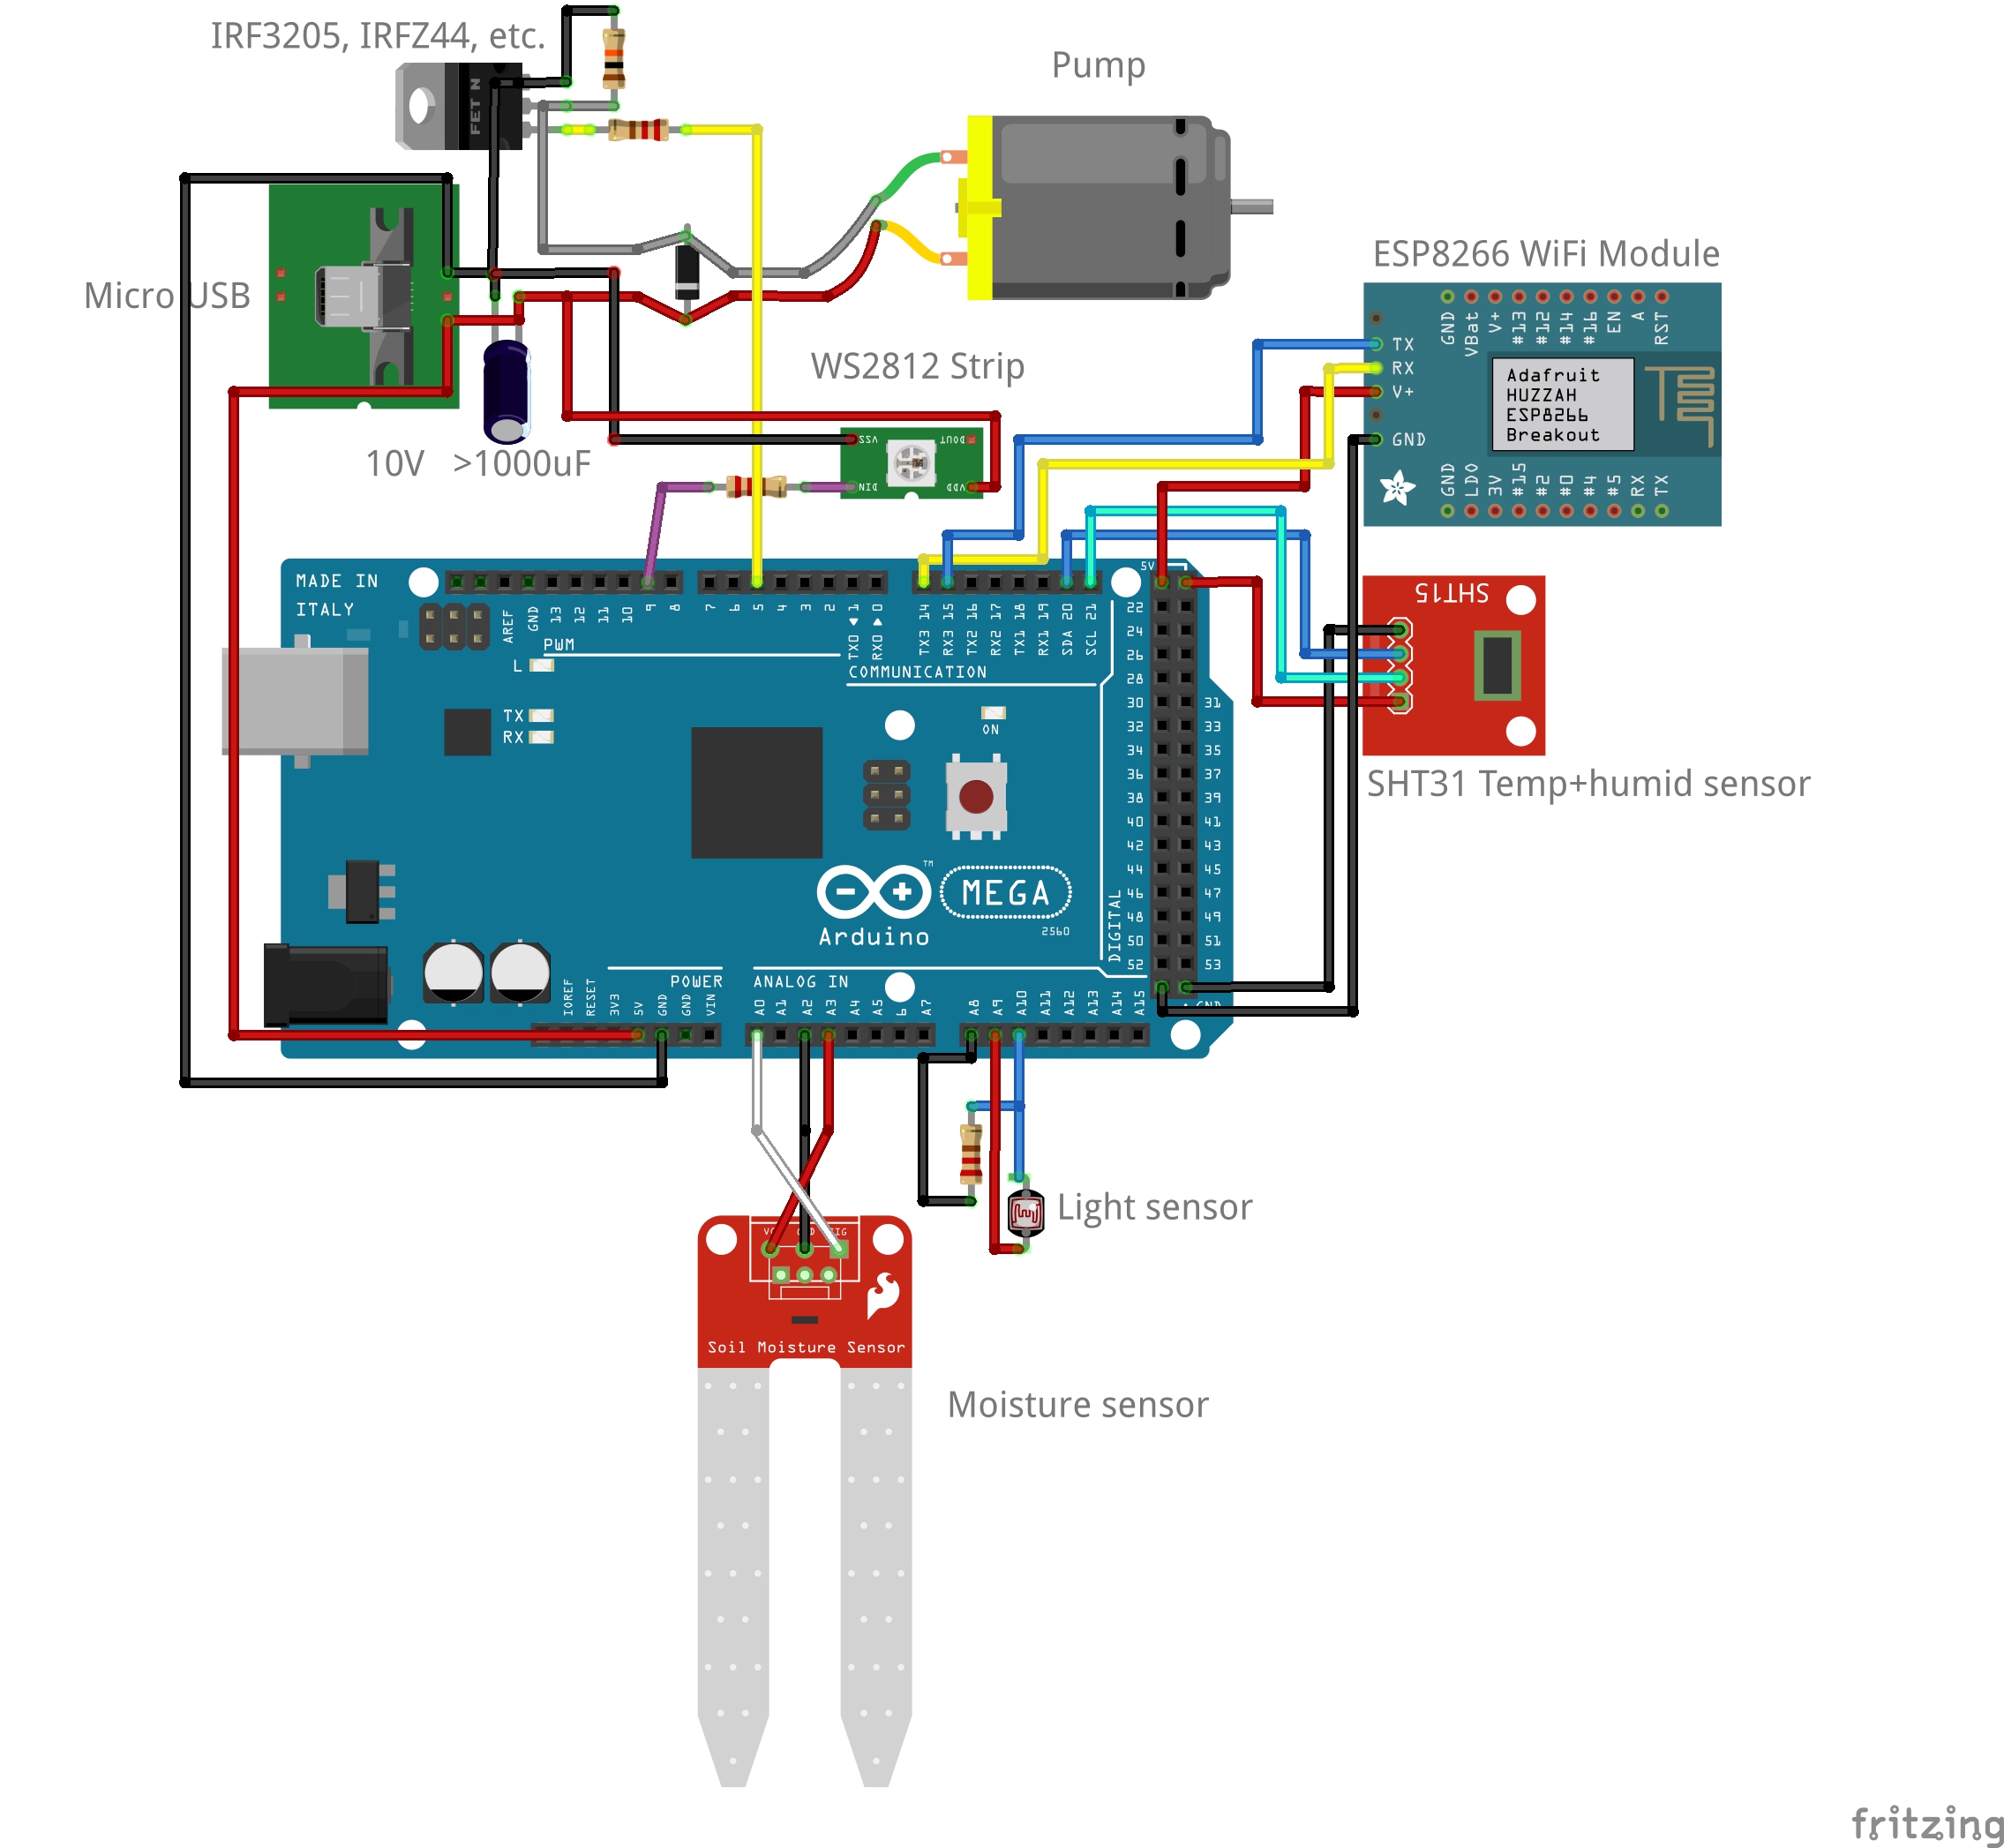 IRF3205, IRFZ44, etc.
FET N
Pump
Micro USB
10V >1000uF
WS2812 Strip
VSS
DOUT
DIN
VDD
ESP8266 WiFi Module
GND VBat V+ #13 #12 #14 #16 EN A RST
TX
RX
V+
GND
Adafruit
HUZZAH
ESP8266
Breakout
GND LDO 3V #15 #2 #0 #4 #5 RX TX
SHT15
SHT31 Temp+humid sensor
MADE IN
ITALY
AREF GND 13 12 11 10 9 8
7 6 5 4 3 2 TX0 1 RX0 0
TX3 14 RX3 15 TX2 16 RX2 17 TX1 18 RX1 19 SDA 20 SCL 21
5V
PWM
COMMUNICATION
L
TX
RX
ON
22
24
26
28
30 31
32 33
34 35
36 37
38 39
40 41
42 43
44 45
46 47
48 49
50 51
52 53
GND
DIGITAL
TM
MEGA
Arduino
2560
POWER
ANALOG IN
IOREF RESET 3V3 5V GND GND VIN
A0 A1 A2 A3 A4 A5 6 A7
A8 A9 A10 A11 A12 A13 A14 A15
Light sensor
Soil Moisture Sensor
Moisture sensor
fritzing